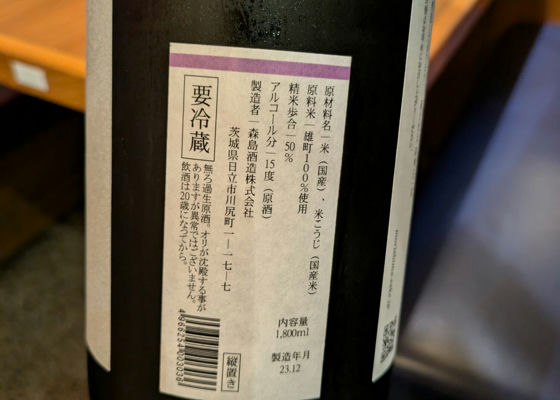 原材料名｜米（国産）、米こうじ（国産米）
原料米｜雄町100％使用
精米歩合｜50％
アルコール分｜15度（原酒）
製造者｜森島酒造株式会社
茨城県日立市川尻町一―一七―七
要冷蔵
無ろ過生原酒。オリが沈殿する事が
ありますが異常ではございません。
飲酒は20歳になってから。
内容量
1,800ml
製造年月
23.12
縦置き